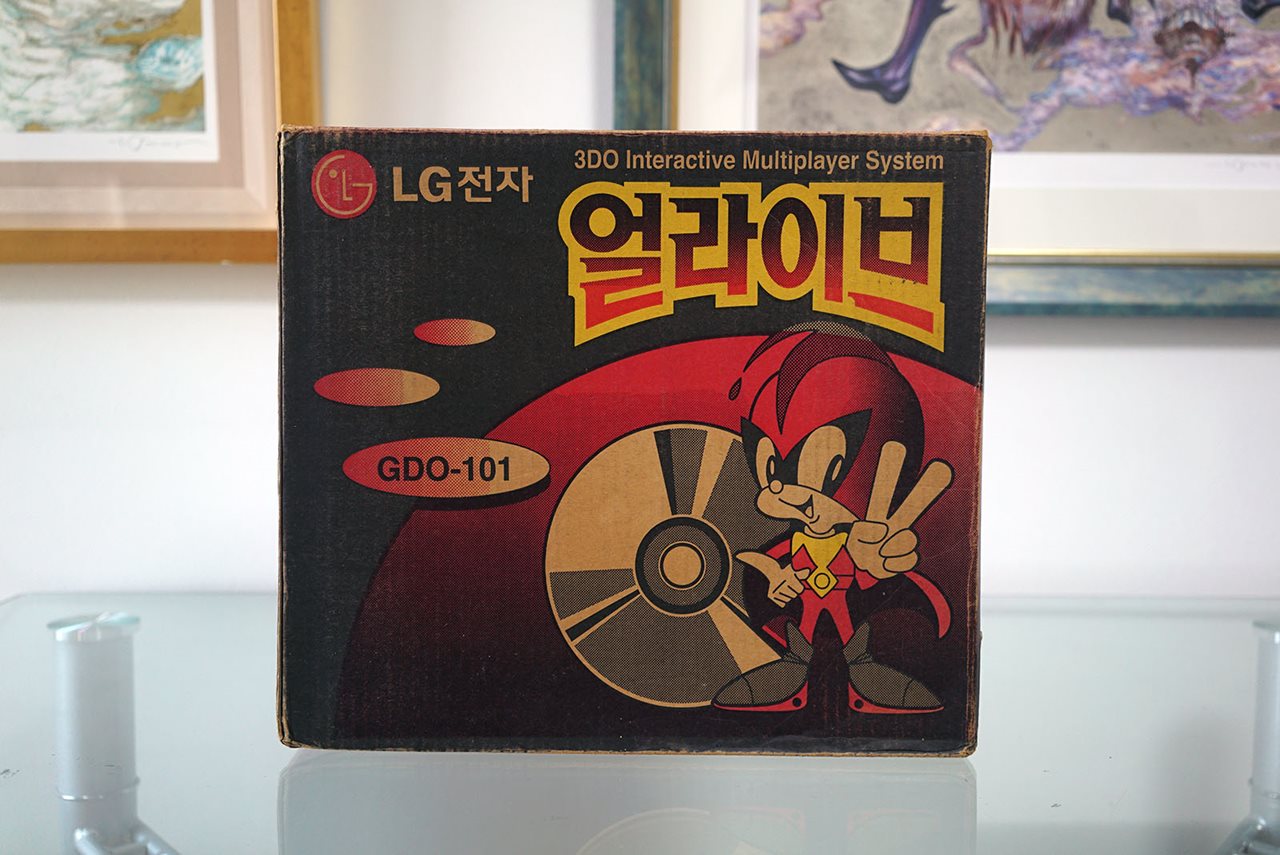 LG전자
3DO Interactive Multiplayer System
얼라이브
GDO-101